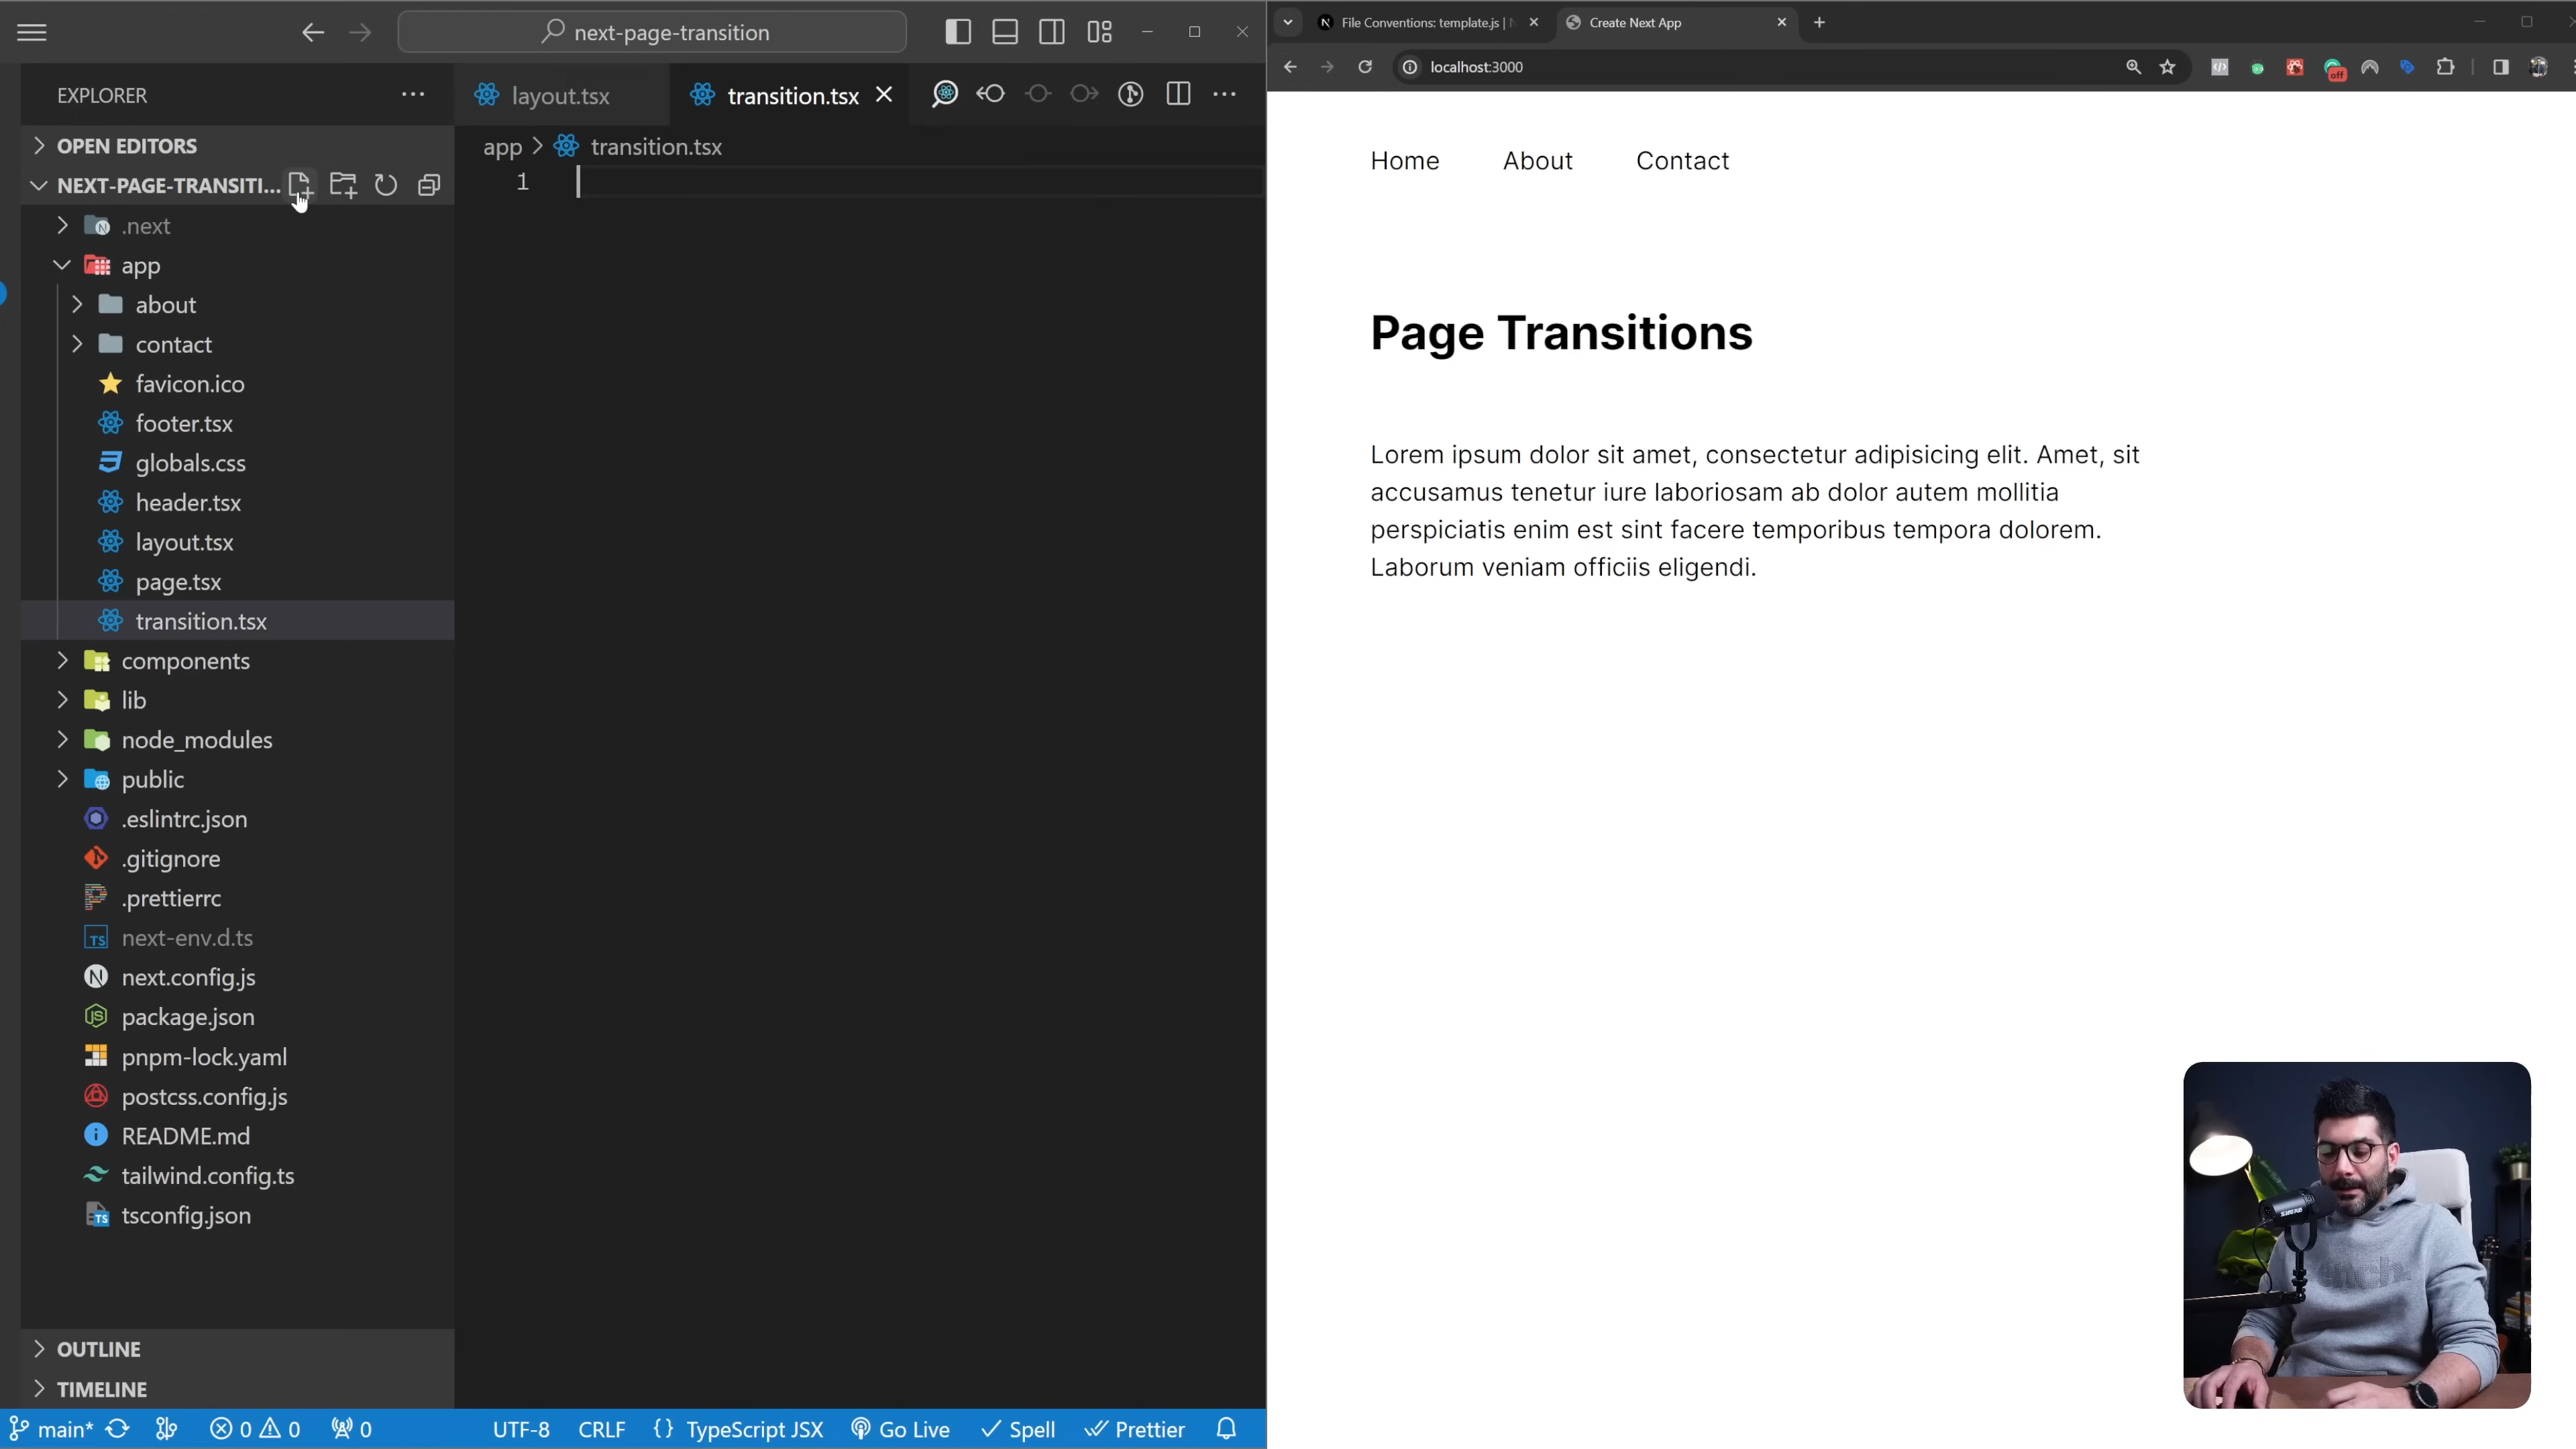 next-page-transition
EXPLORER
OPEN EDITORS
NEXT-PAGE-TRANSITI...
.next
app
about
contact
favicon.ico
footer.tsx
globals.css
header.tsx
layout.tsx
page.tsx
transition.tsx
components
lib
node_modules
public
.eslintrc.json
.gitignore
.prettierrc
next-env.d.ts
next.config.js
package.json
pnpm-lock.yaml
postcss.config.js
README.md
tailwind.config.ts
tsconfig.json
OUTLINE
TIMELINE
layout.tsx
transition.tsx
app > transition.tsx
1
main* 0 0 0 UTF-8 CRLF {} TypeScript JSX Go Live Spell Prettier
File Conventions: template.js |
Create Next App
localhost:3000
off
Home About Contact
Page Transitions
Lorem ipsum dolor sit amet, consectetur adipisicing elit. Amet, sit
accusamus tenetur iure laboriosam ab dolor autem mollitia
perspiciatis enim est sint facere temporibus tempora dolorem.
Laborum veniam officiis eligendi.